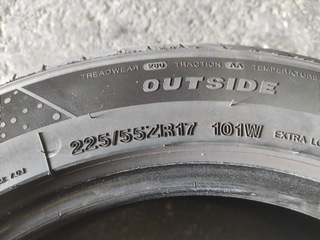 TREADWEAR 280 TRACTION AA TEMPERATURE
OUTSIDE
225/55ZR17 101W EXTRA LO